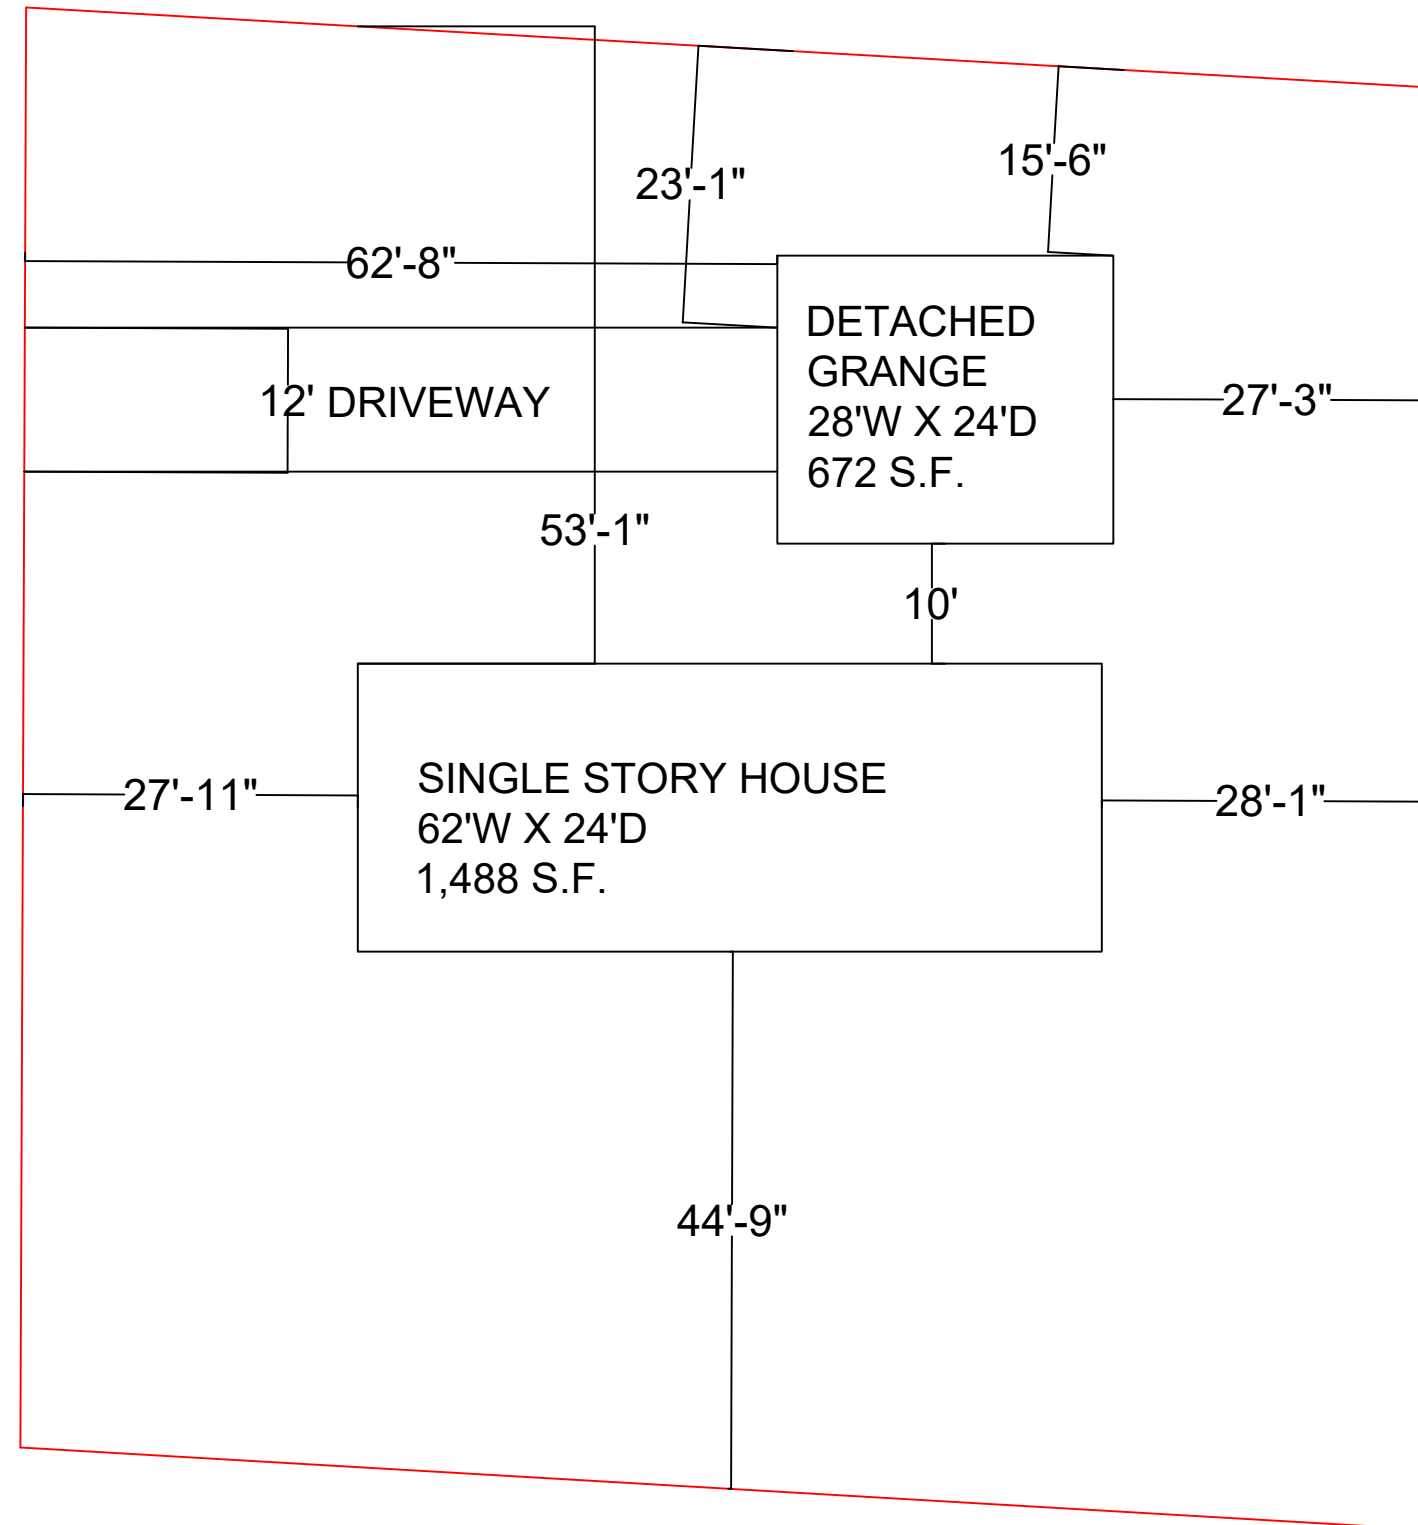 15'-6"
23'-1"
62'-8"
DETACHED
GRANGE
28'W X 24'D
672 S.F.
12' DRIVEWAY
27'-3"
53'-1"
10'
SINGLE STORY HOUSE
62'W X 24'D
1,488 S.F.
27'-11"
28'-1"
44'-9"